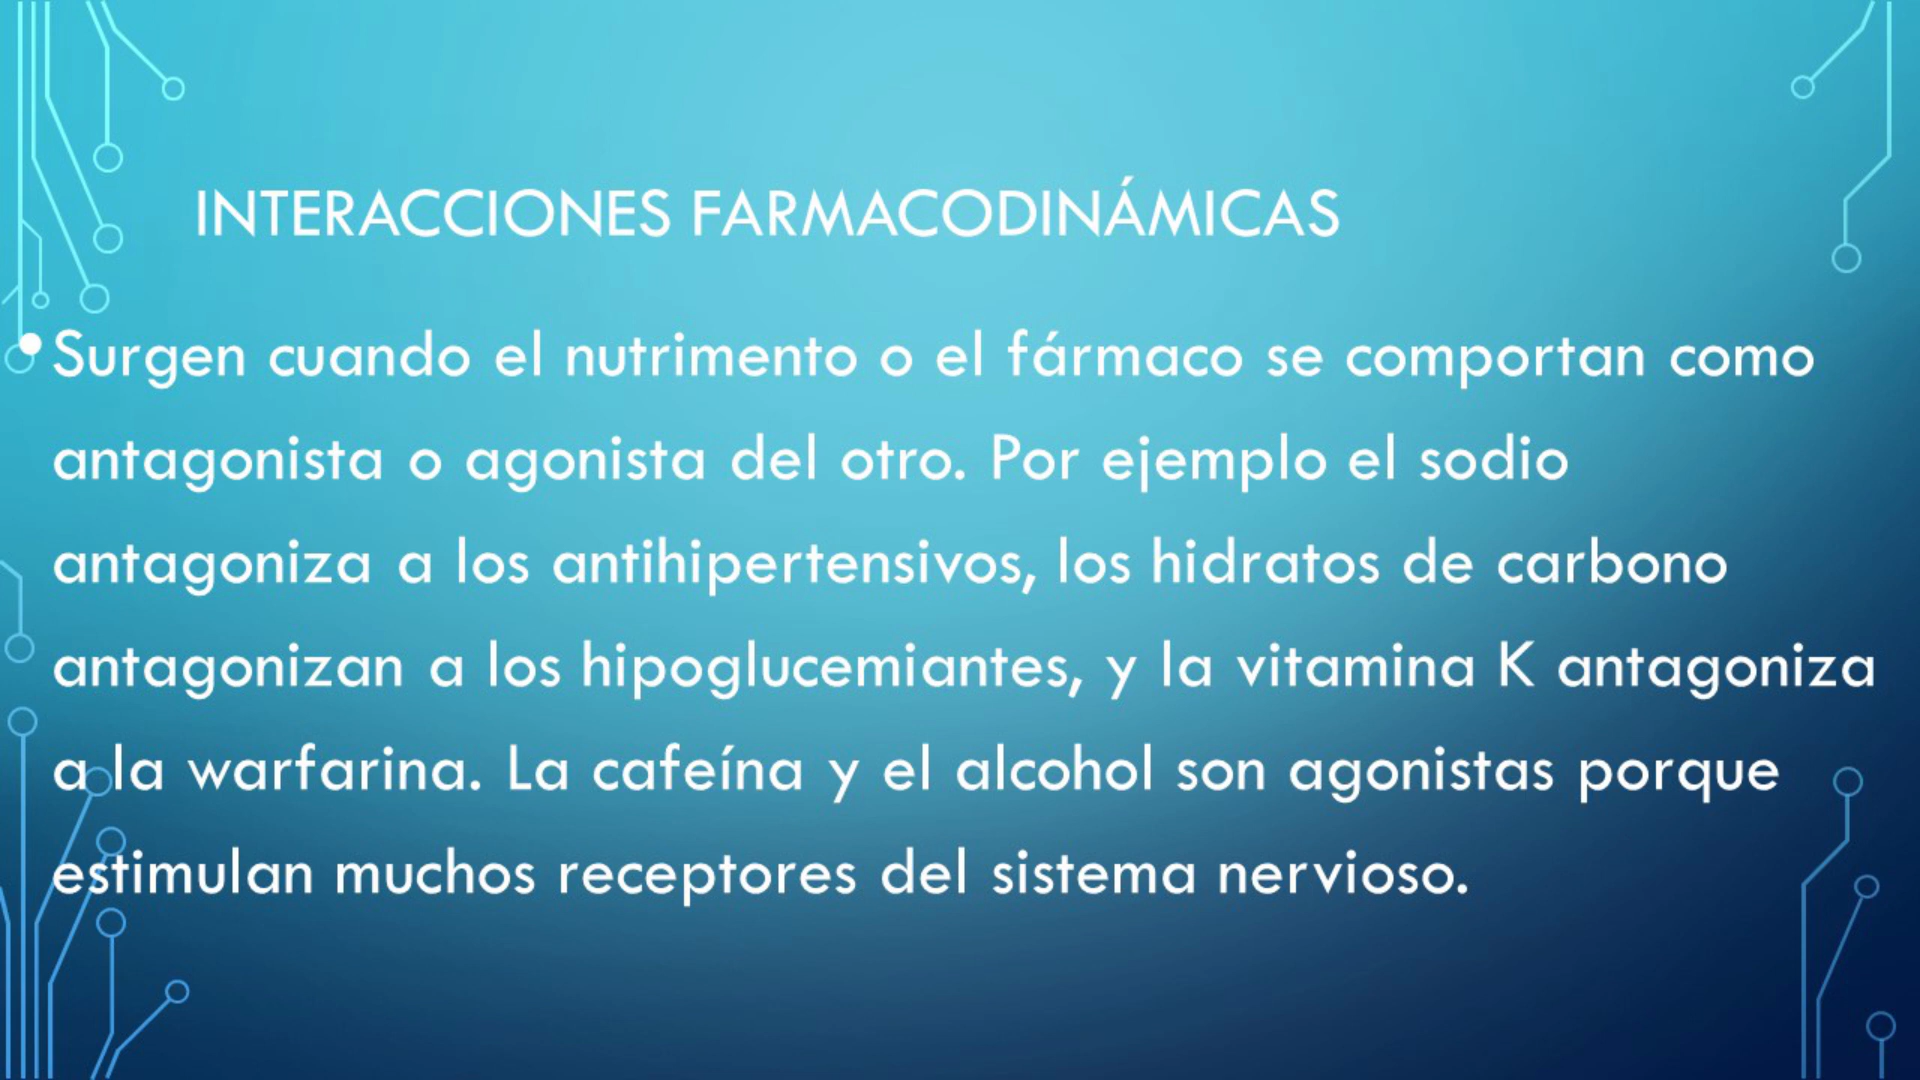 INTERACCIONES FARMACODINÁMICAS
• Surgen cuando el nutrimento o el fármaco se comportan como
antagonista o agonista del otro. Por ejemplo el sodio
antagoniza a los antihipertensivos, los hidratos de carbono
antagonizan a los hipoglucemiantes, y la vitamina K antagoniza
a la warfarina. La cafeína y el alcohol son agonistas porque
estimulan muchos receptores del sistema nervioso.